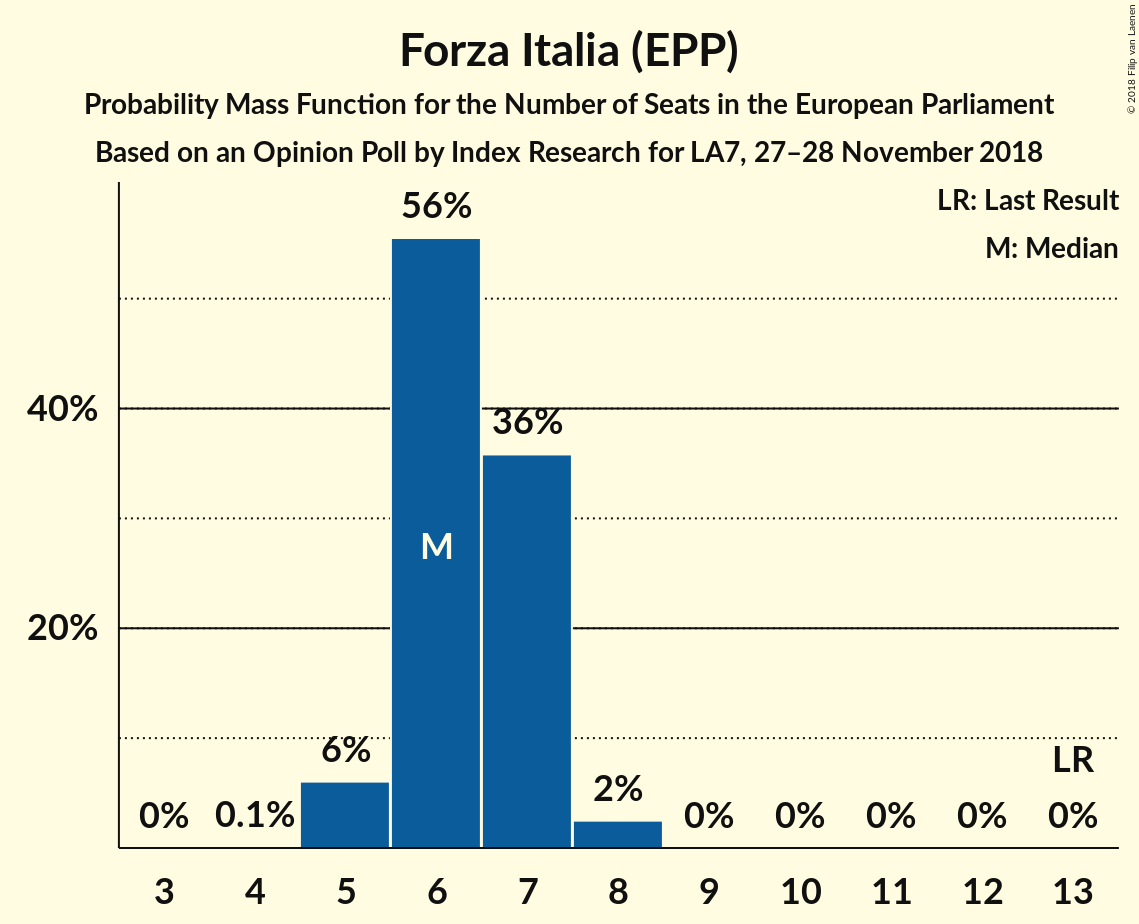 Forza Italia (EPP)
Probability Mass Function for the Number of Seats in the European Parliament
Based on an Opinion Poll by Index Research for LA7, 27–28 November 2018
© 2018 Filip van Laenen
LR: Last Result
M: Median
56%
40%
36%
M
20%
6%
LR
2%
0% 0.1% 0% 0% 0% 0% 0%
3 4 5 6 7 8 9 10 11 12 13